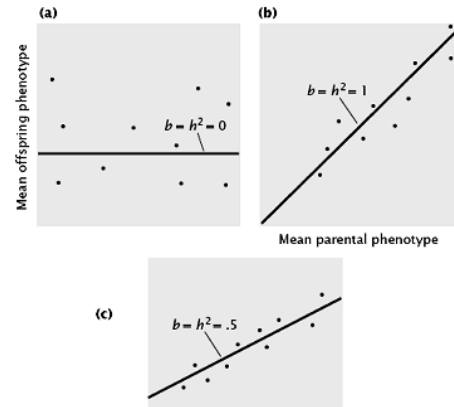 (a)
Mean offspring phenotype
b = h² = 0
(b)
b = h² = 1
Mean parental phenotype
(c)
b = h² = .5